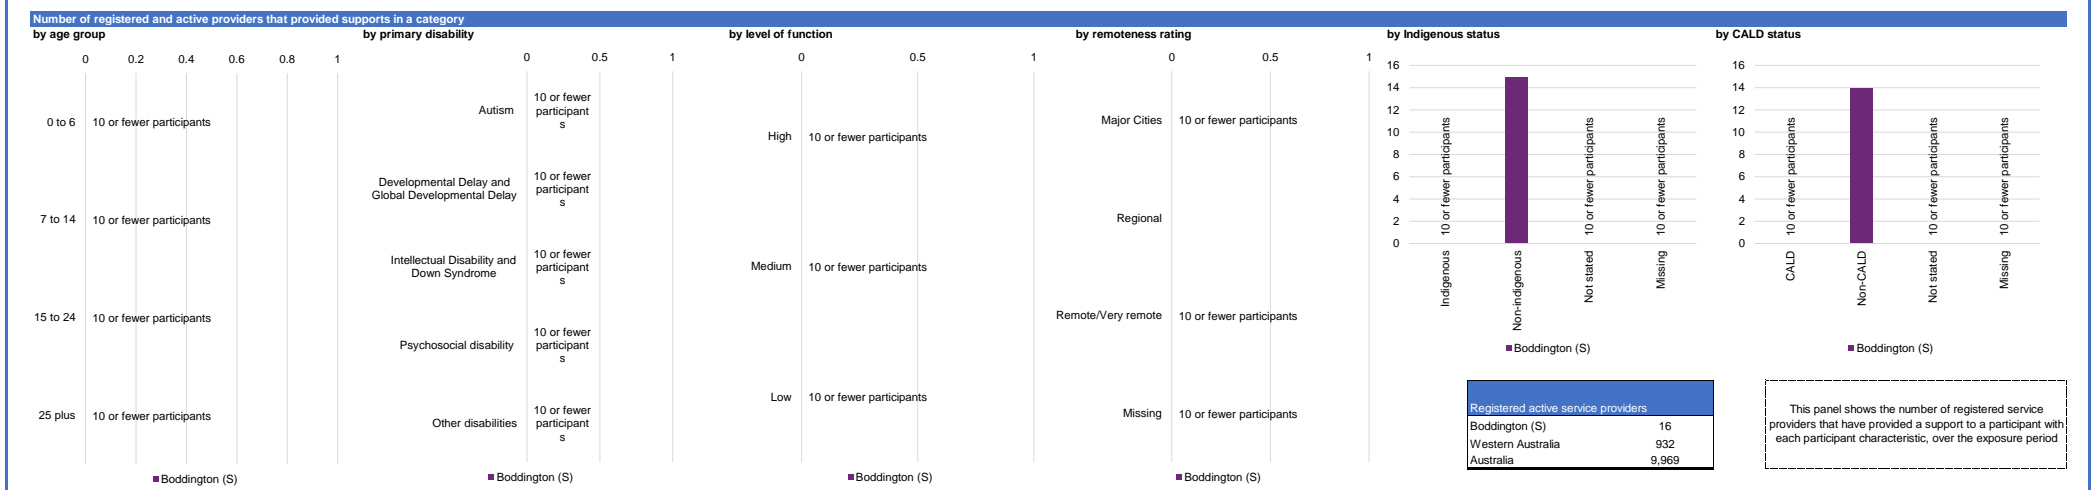 Number of registered and active providers that provided supports in a category
by age group
0 0.2 0.4 0.6 0.8 1
0 to 6 10 or fewer participants
7 to 14 10 or fewer participants
15 to 24 10 or fewer participants
25 plus 10 or fewer participants
Boddington (S)
by primary disability
0 0.5 1
Autism
10 or fewer
participant
s
Developmental Delay and
Global Developmental Delay
10 or fewer
participant
s
Intellectual Disability and
Down Syndrome
10 or fewer
participant
s
Psychosocial disability
10 or fewer
participant
s
Other disabilities
10 or fewer
participant
s
Boddington (S)
by level of function
0 0.5 1
High 10 or fewer participants
Medium 10 or fewer participants
Low 10 or fewer participants
Boddington (S)
by remoteness rating
0 0.5 1
Major Cities 10 or fewer participants
Regional
Remote/Very remote 10 or fewer participants
Missing 10 or fewer participants
Boddington (S)
by Indigenous status
16
14
12
10
8
6
4
2
0
10 or fewer participants
10 or fewer participants
10 or fewer participants
Indigenous
Non-indigenous
Not stated
Missing
Boddington (S)
by CALD status
16
14
12
10
8
6
4
2
0
10 or fewer participants
10 or fewer participants
10 or fewer participants
CALD
Non-CALD
Not stated
Missing
Boddington (S)
Registered active service providers
Boddington (S) 16
Western Australia 932
Australia 9,969
This panel shows the number of registered service
providers that have provided a support to a participant with
each participant characteristic, over the exposure period